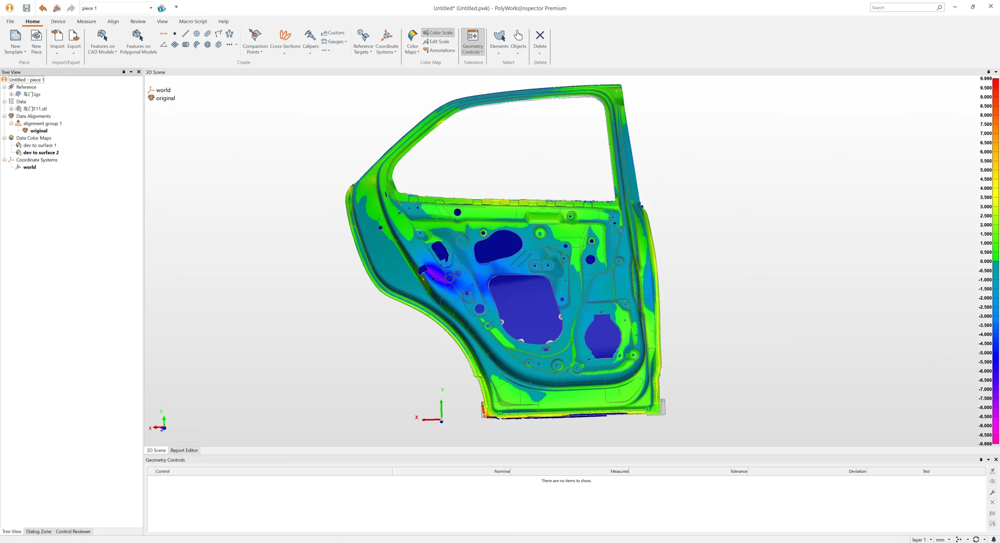 piece 1
Untitled* (Untitled.pwk) - PolyWorks|Inspector Premium
Search
File Home Device Measure Align Review View Macro Script Help
New Template
New Piece
Piece
Import
Export
Import/Export
Features on CAD Models
Features on Polygonal Models
Comparison Points
Cross-Sections
Calipers
Custom
Gauges
Create
Reference Targets
Coordinate Systems
Color Maps
Color Scale
Edit Scale
Annotations
Color Map
Geometry Controls
Tolerance
Elements
Objects
Select
Delete
Delete
Tree View
Untitled - piece 1
Reference
车门.igs
Data
车门F11.stl
Data Alignments
alignment group 1
original
Data Color Maps
dev to surface 1
dev to surface 2
Coordinate Systems
world
3D Scene
world
original
Y
X
Z
Y
X
9.999
9.500
9.000
8.500
8.000
7.500
7.000
6.500
6.000
5.500
5.000
4.500
4.000
3.500
3.000
2.500
2.000
1.500
1.000
0.500
0.000
-0.500
-1.000
-1.500
-2.000
-2.500
-3.000
-3.500
-4.000
-4.500
-5.000
-5.500
-6.000
-6.500
-7.000
-7.500
-8.000
-8.500
-9.000
-9.500
-9.998
3D Scene Report Editor
Geometry Controls
Control Nominal Measured Tolerance Deviation Test
There are no items to show.
Tree View Dialog Zone Control Reviewer
layer 1 mm